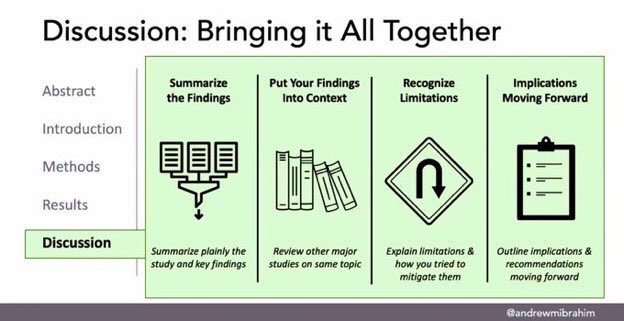 Discussion: Bringing it All Together
Abstract
Introduction
Methods
Results
Discussion
Summarize
the Findings
Summarize plainly the
study and key findings
Put Your Findings
Into Context
Review other major
studies on same topic
Recognize
Limitations
Explain limitations &
how you tried to
mitigate them
Implications
Moving Forward
Outline implications &
recommendations
moving forward
@andrewmibrahim